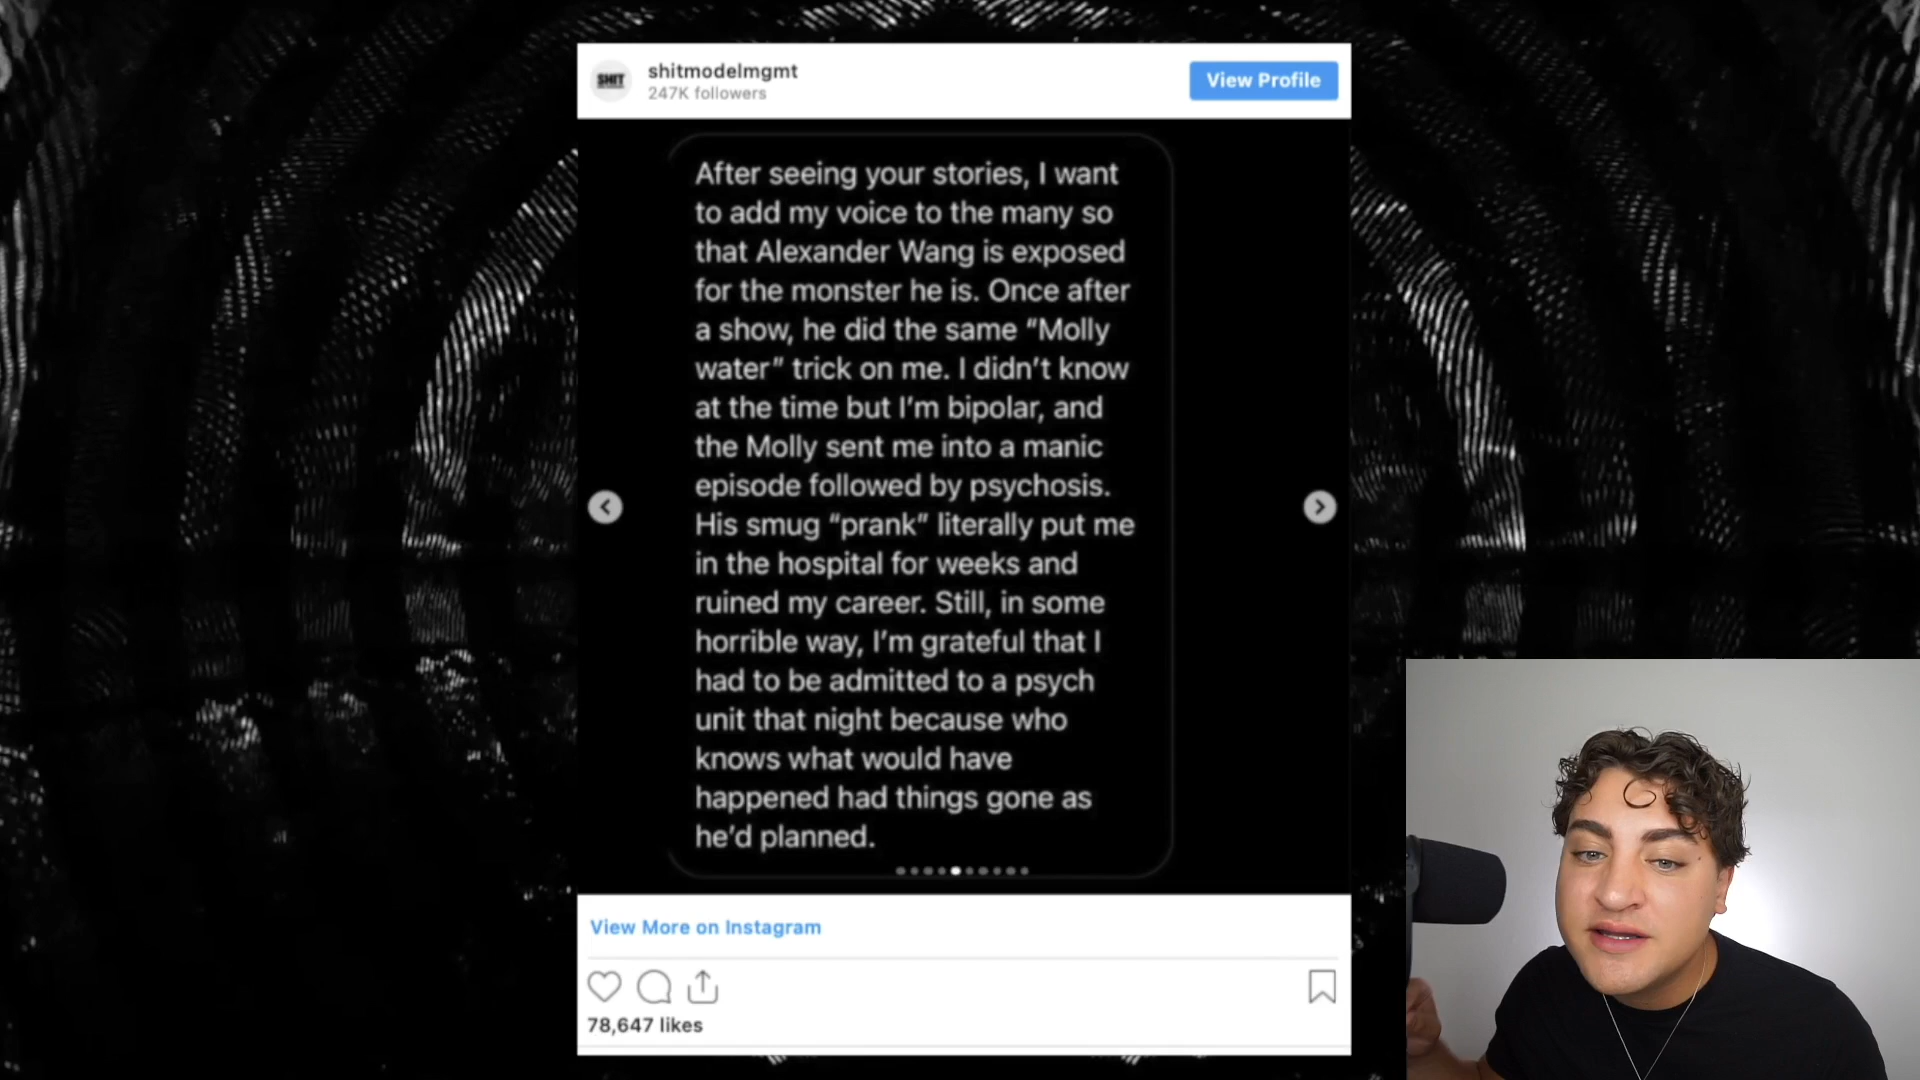 SHIT
shitmodelmgmt
247K followers
View Profile
After seeing your stories, I want
to add my voice to the many so
that Alexander Wang is exposed
for the monster he is. Once after
a show, he did the same “Molly
water” trick on me. I didn’t know
at the time but I’m bipolar, and
the Molly sent me into a manic
episode followed by psychosis.
His smug “prank” literally put me
in the hospital for weeks and
ruined my career. Still, in some
horrible way, I’m grateful that I
had to be admitted to a psych
unit that night because who
knows what would have
happened had things gone as
he’d planned.
View More on Instagram
78,647 likes